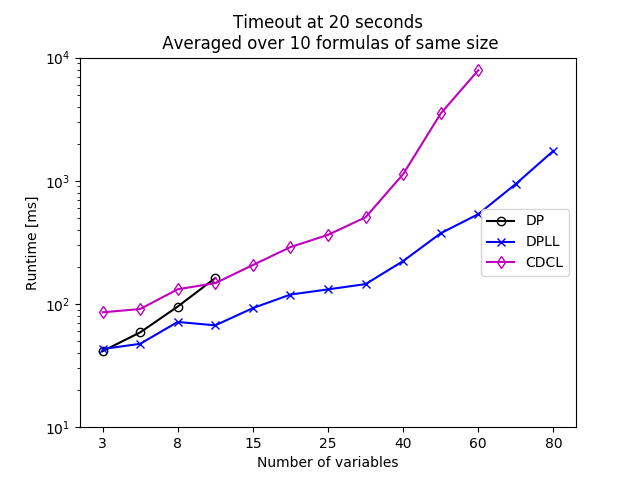 Timeout at 20 seconds
Averaged over 10 formulas of same size
10^4
10^3
10^2
10^1
Runtime [ms]
DP
DPLL
CDCL
3 8 15 25 40 60 80
Number of variables